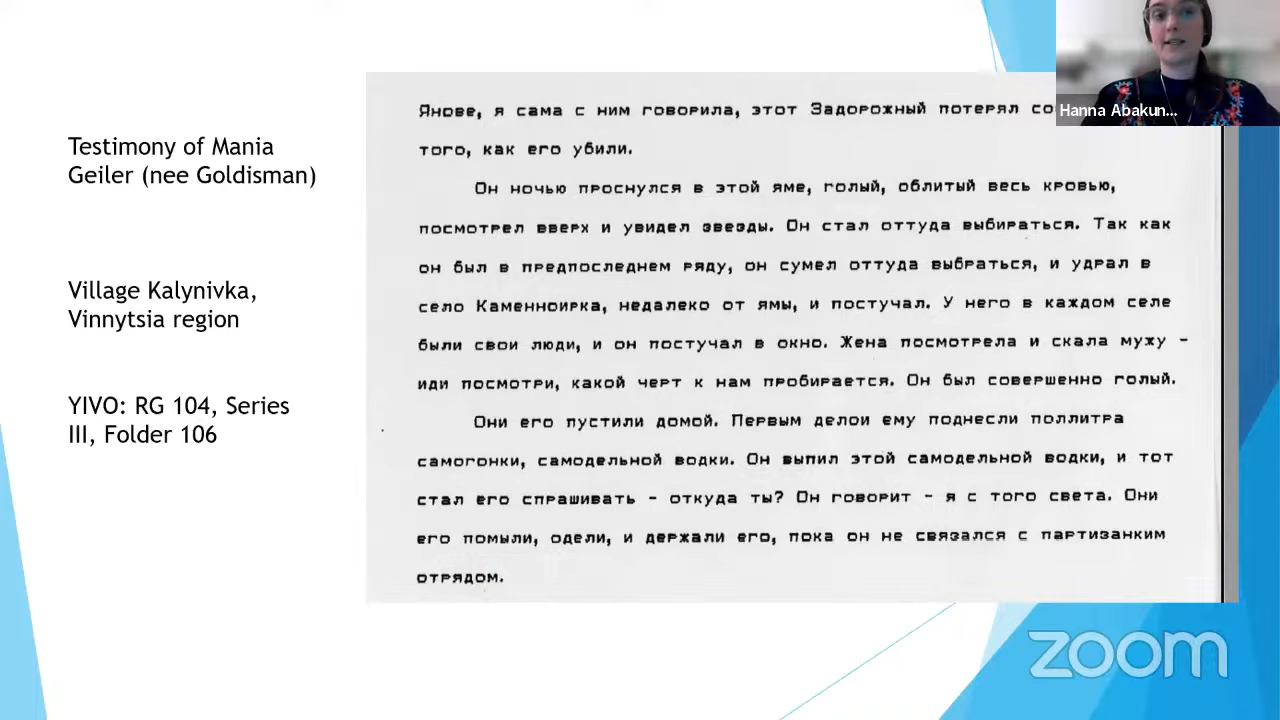 Testimony of Mania
Geiler (nee Goldisman)
Village Kalynivka,
Vinnytsia region
YIVO: RG 104, Series
III, Folder 106
Янове, я сама с ним говорила, этот Задорожный потерял
того, как его убили.
Он ночью проснулся в этой яме, голый, облитый весь кровью,
посмотрел вверх и увидел звезды. Он стал оттуда выбираться. Так как
он был в предпоследнем ряду, он сумел оттуда выбраться, и удрал в
село Каменноирка, недалеко от ямы, и постучал. У него в каждом селе
были свои люди, и он постучал в окно. Жена посмотрела и скала мужу -
иди посмотри, какой черт к нам пробирается. Он был совершенно голый.
Они его пустили домой. Первым делои ему поднесли поллитра
самогонки, самодельной водки. Он выпил этой самодельной водки, и тот
стал его спрашивать - откуда ты? Он говорит - я с того света. Они
его помыли, одели, и держали его, пока он не связался с партизанким
отрядом.
Hanna Abakun...
zoom